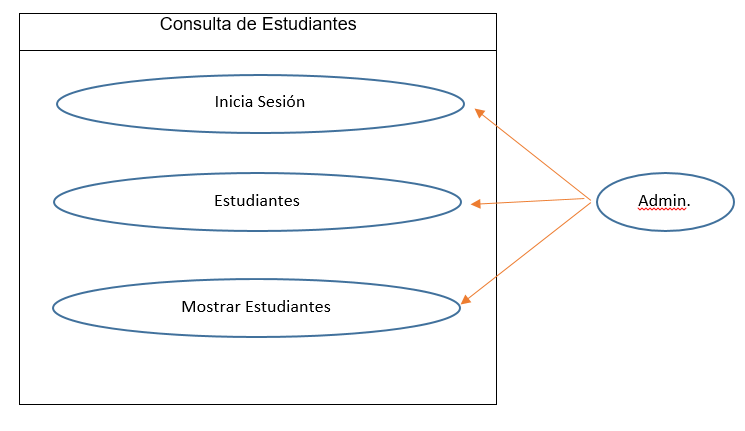 Consulta de Estudiantes
Inicia Sesión
Estudiantes
Admin.
Mostrar Estudiantes